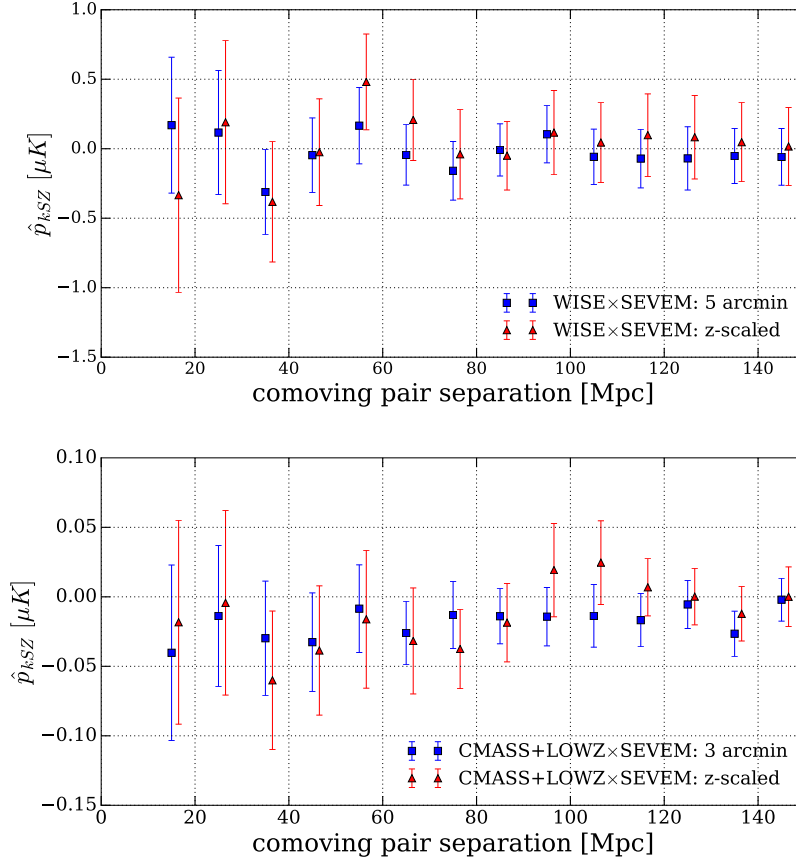 1.0
0.5
0.0
−0.5
−1.0
−1.5
p̂_kSZ [μK]
WISE×SEVEM: 5 arcmin
WISE×SEVEM: z-scaled
0 20 40 60 80 100 120 140
comoving pair separation [Mpc]
0.10
0.05
0.00
−0.05
−0.10
−0.15
p̂_kSZ [μK]
CMASS+LOWZ×SEVEM: 3 arcmin
CMASS+LOWZ×SEVEM: z-scaled
0 20 40 60 80 100 120 140
comoving pair separation [Mpc]